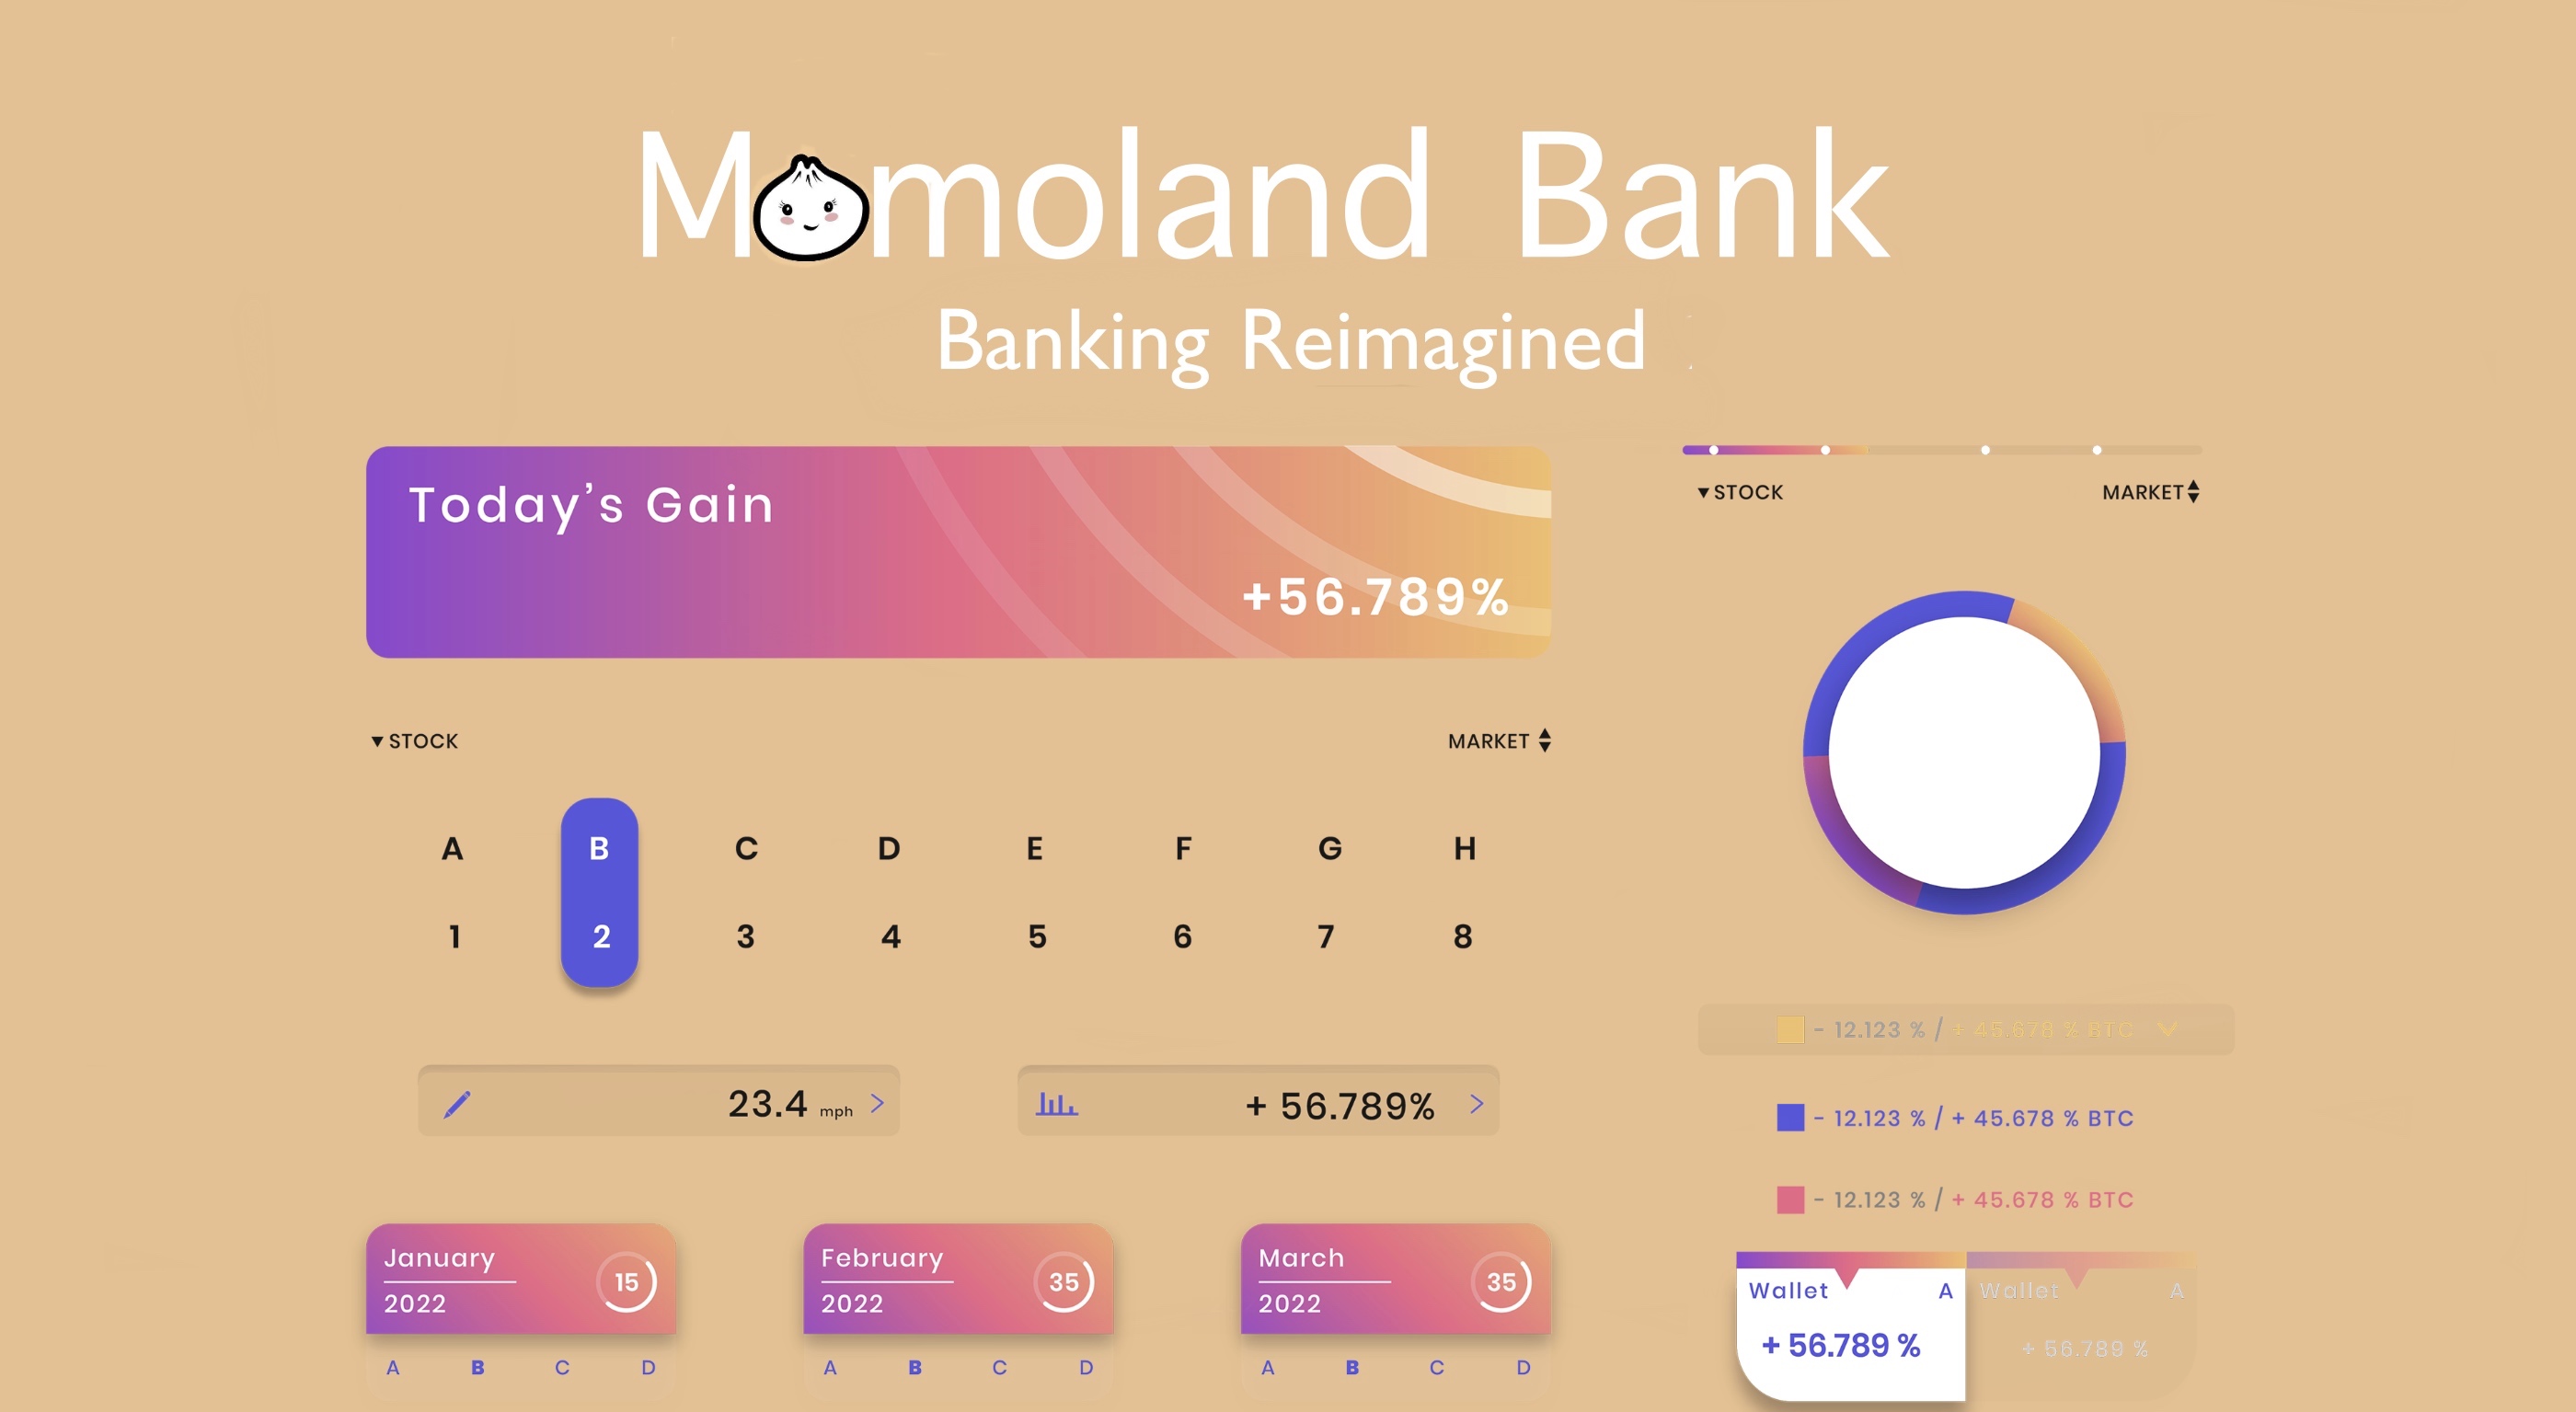 Momoland Bank
Banking Reimagined
Today's Gain
+56.789%
▼STOCK
MARKET
A B C D E F G H
1 2 3 4 5 6 7 8
23.4 mph >
+ 56.789% >
January
2022
15
A B C D
February
2022
35
A B C D
March
2022
35
A B C D
▼STOCK
MARKET
- 12.123 % / + 45.678 % BTC
- 12.123 % / + 45.678 % BTC
- 12.123 % / + 45.678 % BTC
Wallet A
+ 56.789 %
Wallet A
+ 56.789 %